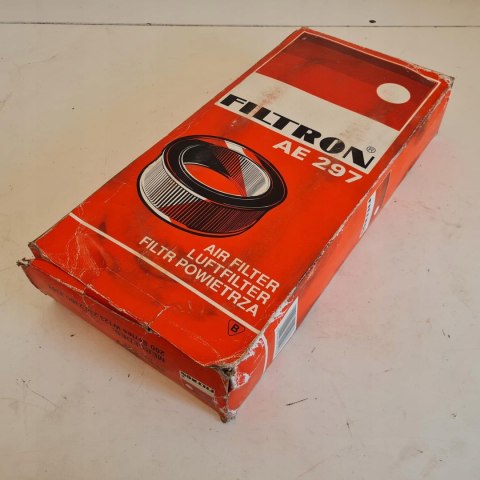 FILTRON®
AE 297
AIR FILTER
LUFTFILTER
FILTR POWIETRZA
B